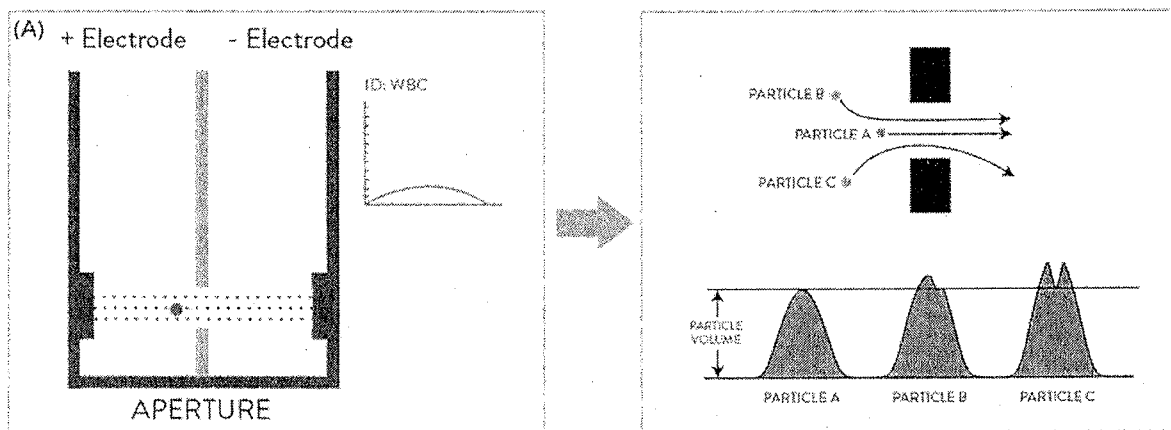 (A) + Electrode - Electrode
ID: WBC
APERTURE
PARTICLE B
PARTICLE A
PARTICLE C
PARTICLE
VOLUME
PARTICLE A PARTICLE B PARTICLE C